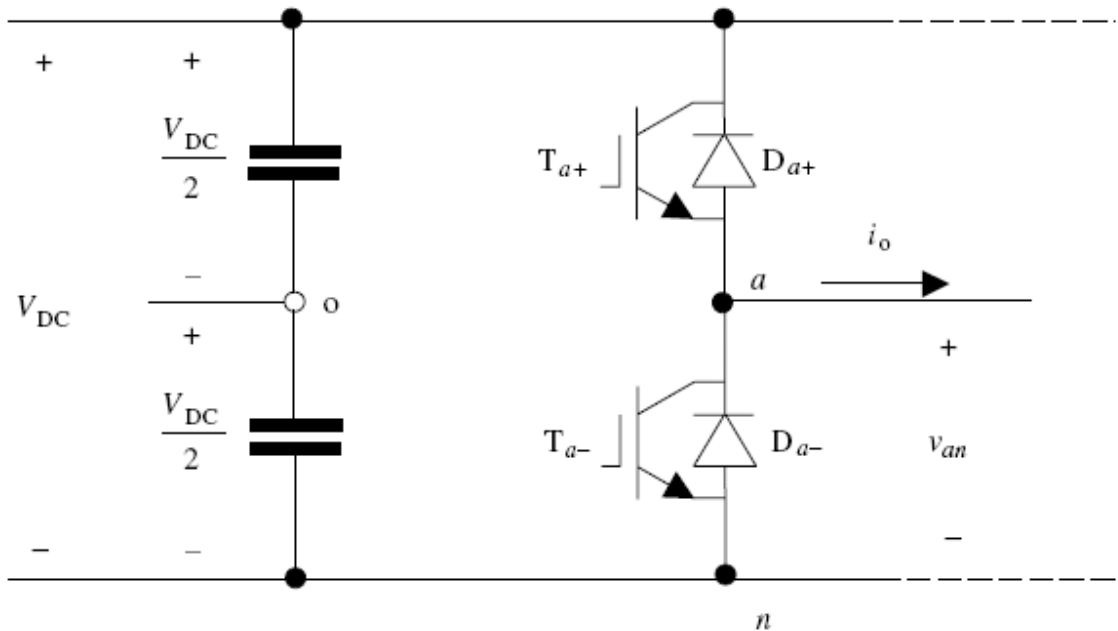 + +
V_DC/2
T_a+ D_a+
i_o
–
a
V_DC
o
+ +
V_DC/2
T_a– D_a– v_an
– – –
n